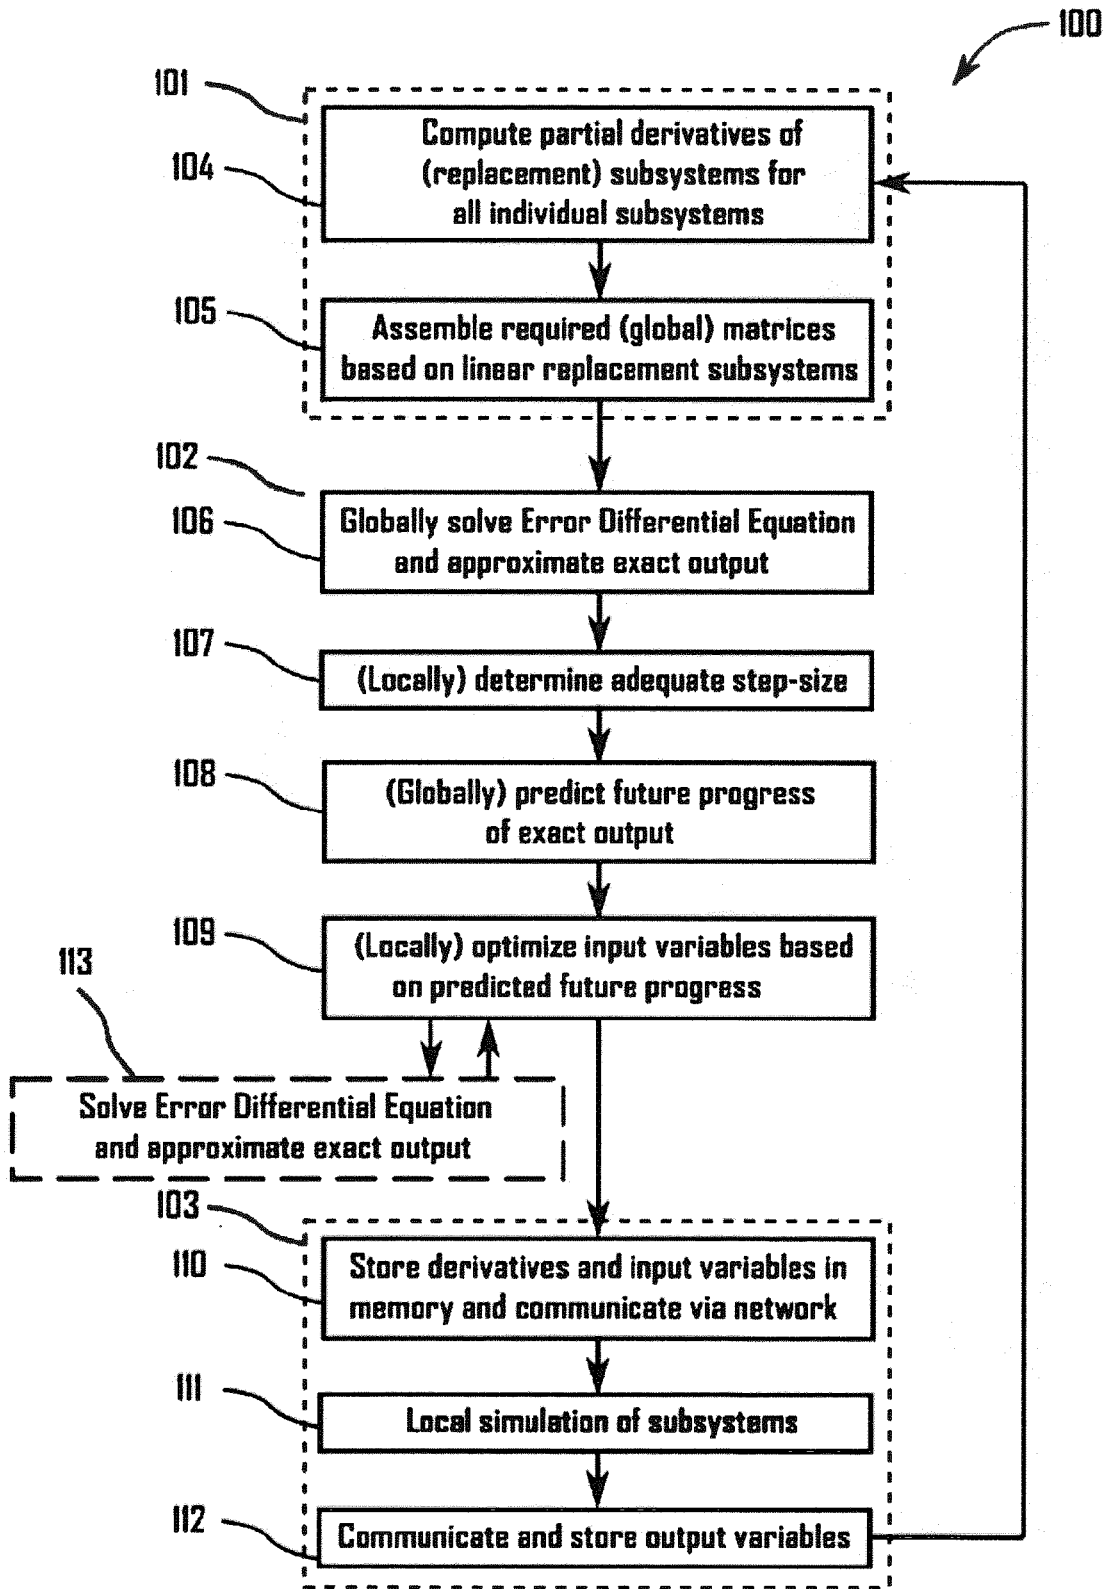 100
101
Compute partial derivatives of
104
(replacement) subsystems for
all individual subsystems
105
Assemble required (global) matrices
based on linear replacement subsystems
102
106
Globally solve Error Differential Equation
and approximate exact output
107
(Locally) determine adequate step-size
108
(Globally) predict future progress
of exact output
109
(Locally) optimize input variables based
on predicted future progress
113
Solve Error Differential Equation
and approximate exact output
103
110
Store derivatives and input variables in
memory and communicate via network
111
Local simulation of subsystems
112
Communicate and store output variables